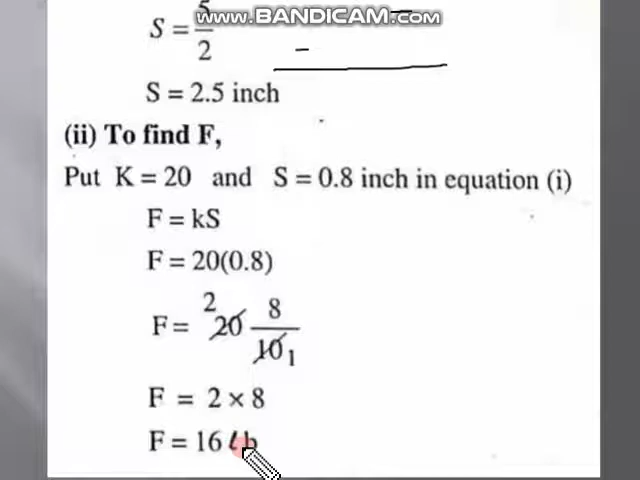 www.BANDICAM.com
S = 5/2
S = 2.5 inch
(ii) To find F,
Put K = 20 and S = 0.8 inch in equation (i)
F = kS
F = 20(0.8)
F = 2 20 8/10 1
F = 2 × 8
F = 16 lb